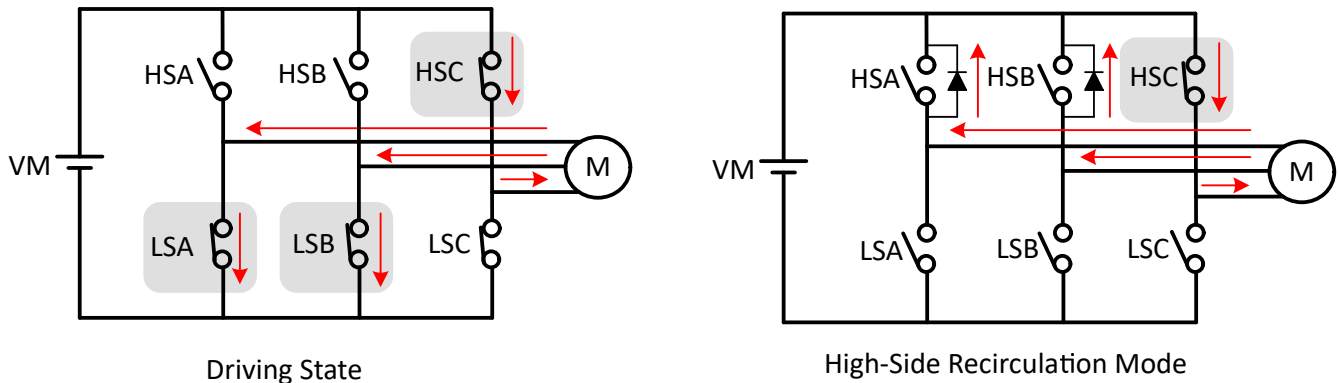 HSA
HSB
HSC
VM
M
LSA
LSB
LSC
Driving State
HSA
HSB
HSC
VM
M
LSA
LSB
LSC
High-Side Recirculation Mode